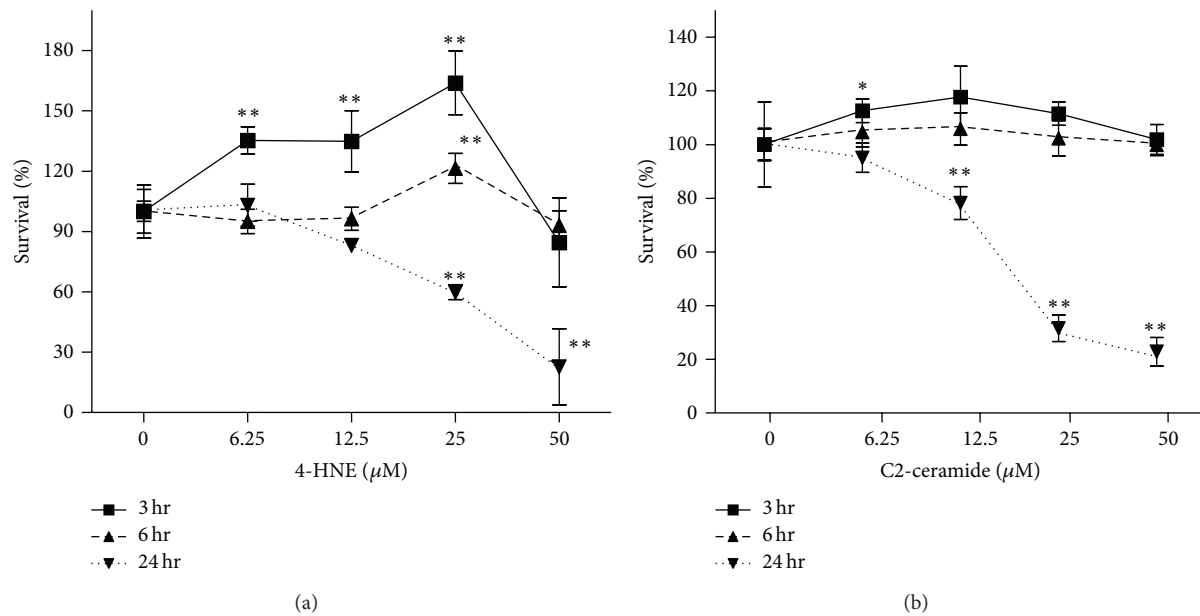 180
150
120
90
60
30
0
Survival (%)
**
**
**
**
**
**
0 6.25 12.5 25 50
4-HNE (μM)
3 hr
6 hr
24 hr
(a)
140
120
100
80
60
40
20
0
Survival (%)
*
**
**
**
0 6.25 12.5 25 50
C2-ceramide (μM)
3 hr
6 hr
24 hr
(b)